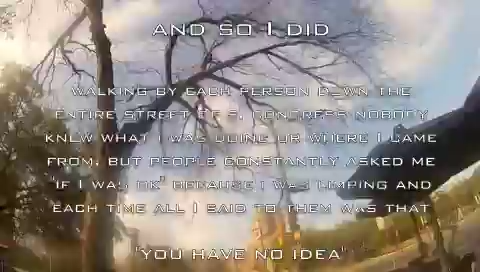 AND SO I DID
WALKING BY EACH PERSON DOWN THE
ENTIRE STREET OF S. CONGRESS NOBODY
KNEW WHAT I WAS DOING OR WHERE I CAME
FROM. BUT PEOPLE CONSTANTLY ASKED ME
"IF I WAS OK" BECAUSE I WAS LIMPING AND
EACH TIME ALL I SAID TO THEM WAS THAT
"YOU HAVE NO IDEA"